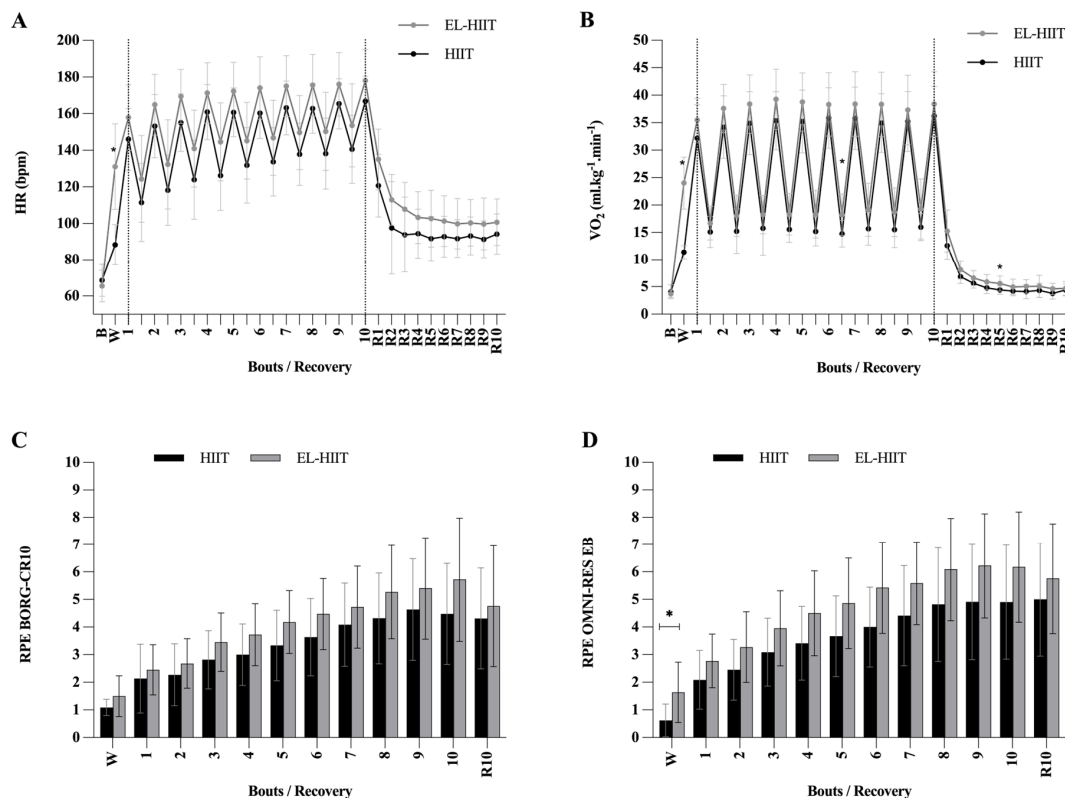 A
EL-HIIT
HIIT
*
HR (bpm)
200
180
160
140
120
100
80
60
B W 1 2 3 4 5 6 7 8 9 10 R1 R2 R3 R4 R5 R6 R7 R8 R9 R10
Bouts / Recovery
B
EL-HIIT
HIIT
* * *
VO2 (ml.kg-1.min-1)
50
45
40
35
30
25
20
15
10
5
0
B W 1 2 3 4 5 6 7 8 9 10 R1 R2 R3 R4 R5 R6 R7 R8 R9 R10
Bouts / Recovery
C
HIIT EL-HIIT
RPE BORG-CR10
10
9
8
7
6
5
4
3
2
1
0
W 1 2 3 4 5 6 7 8 9 10 R10
Bouts / Recovery
D
HIIT EL-HIIT
*
RPE OMNI-RES EB
10
9
8
7
6
5
4
3
2
1
0
W 1 2 3 4 5 6 7 8 9 10 R10
Bouts / Recovery